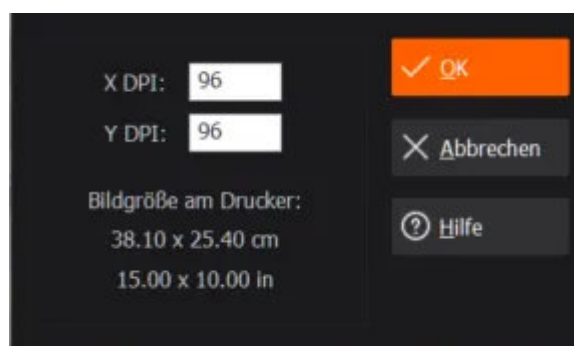 X DPI: 96
Y DPI: 96
Bildgröße am Drucker:
38.10 x 25.40 cm
15.00 x 10.00 in
OK
Abbrechen
Hilfe